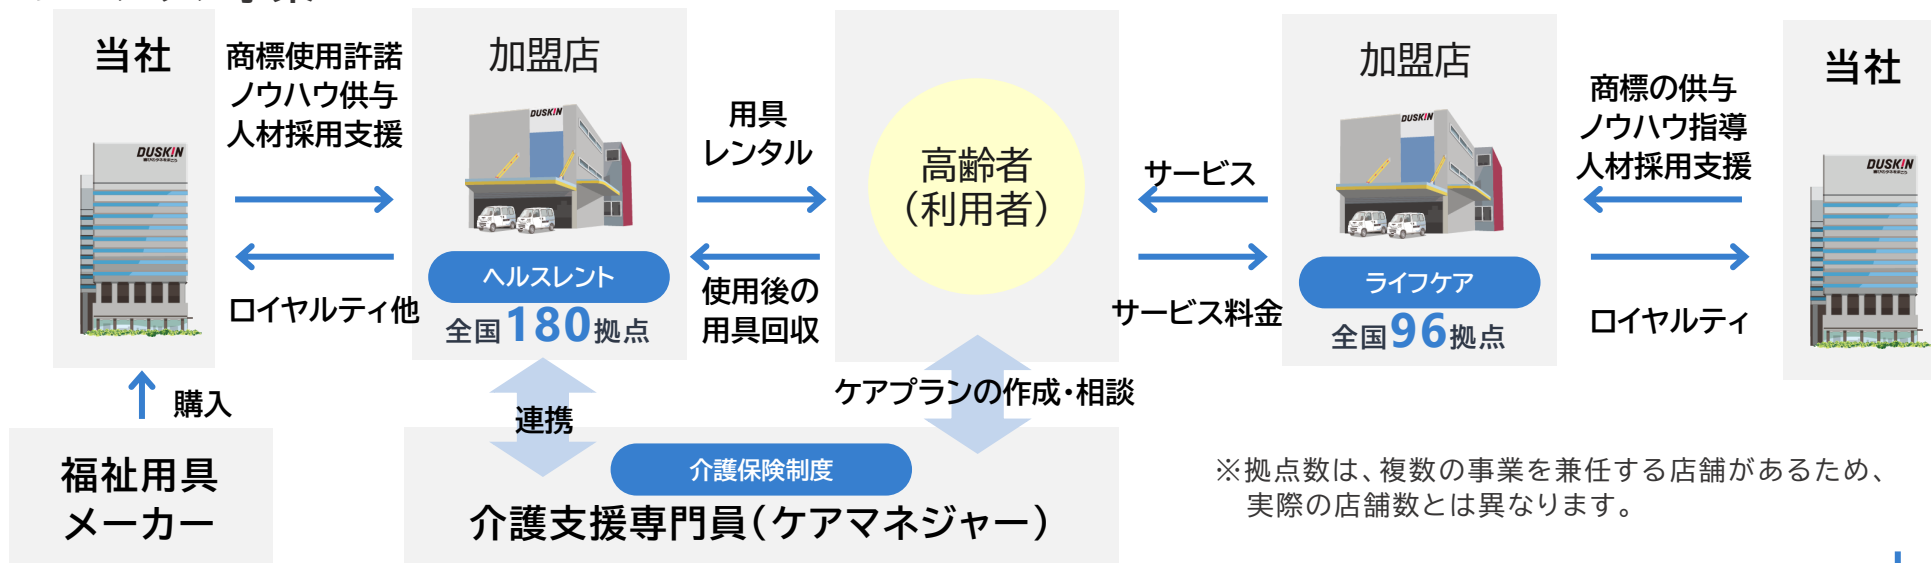 当社
商標使用許諾
ノウハウ供与
人材採用支援
DUSKIN
ロイヤルティ他
購入
福祉用具
メーカー
加盟店
DUSKIN
ヘルスレント
全国180拠点
連携
用具
レンタル
使用後の
用具回収
高齢者
(利用者)
ケアプランの作成・相談
介護保険制度
介護支援専門員(ケアマネジャー)
サービス
サービス料金
加盟店
DUSKIN
ライフケア
全国96拠点
商標の供与
ノウハウ指導
人材採用支援
ロイヤルティ
当社
DUSKIN
※拠点数は、複数の事業を兼任する店舗があるため、
実際の店舗数とは異なります。